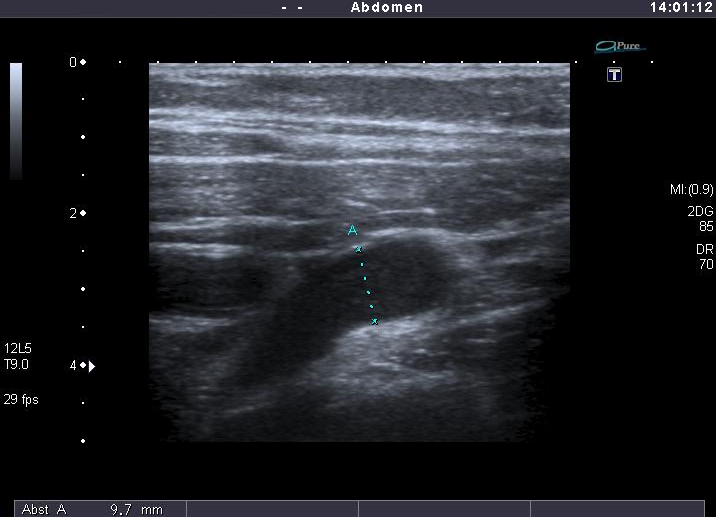 - - Abdomen 14:01:12
aPure
T
0
MI:(0.9)
2DG
85
DR
70
2
A
12L5
T9.0
4
29 fps
Abst A 9.7 mm